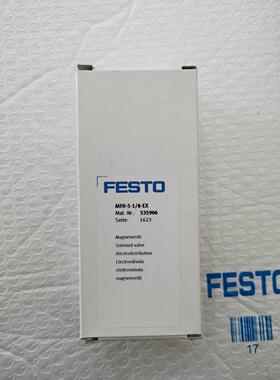 FESTO
MFH-5-1/8-EX
Mat.-Nr.: 535906
Serie: L623
Magnetventil
Solenoid valve
Electrodistributeur
Electroválvula
elettrovalvola
magnetventil
FESTO
17